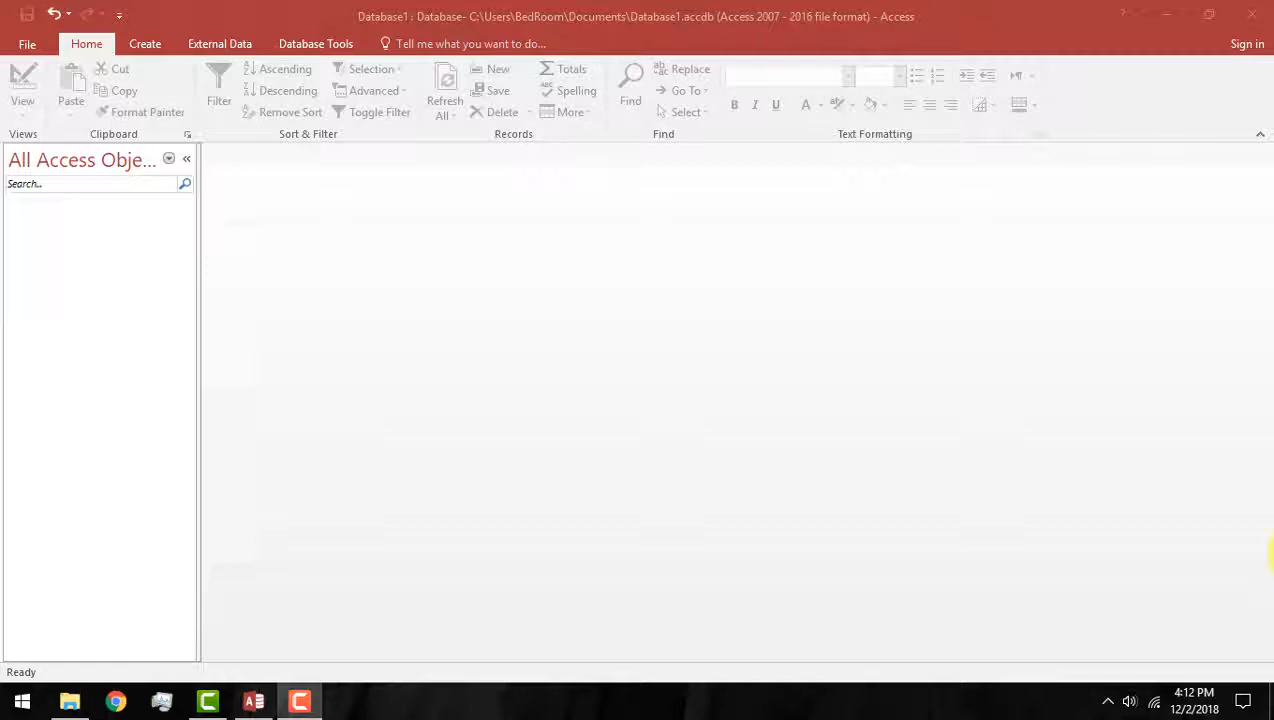 Database1 : Database- C:\Users\BedRoom\Documents\Database1.accdb (Access 2007 - 2016 file format) - Access
File Home Create External Data Database Tools Tell me what you want to do... Sign in
View Paste Cut Copy Format Painter
Filter Ascending Descending Remove Sort Selection Advanced Toggle Filter
Refresh All New Save Delete Totals Spelling More
Find Replace Go To Select
B I U A
Views Clipboard Sort & Filter Records Find Text Formatting
All Access Obje...
Search..
Ready
4:12 PM
12/2/2018